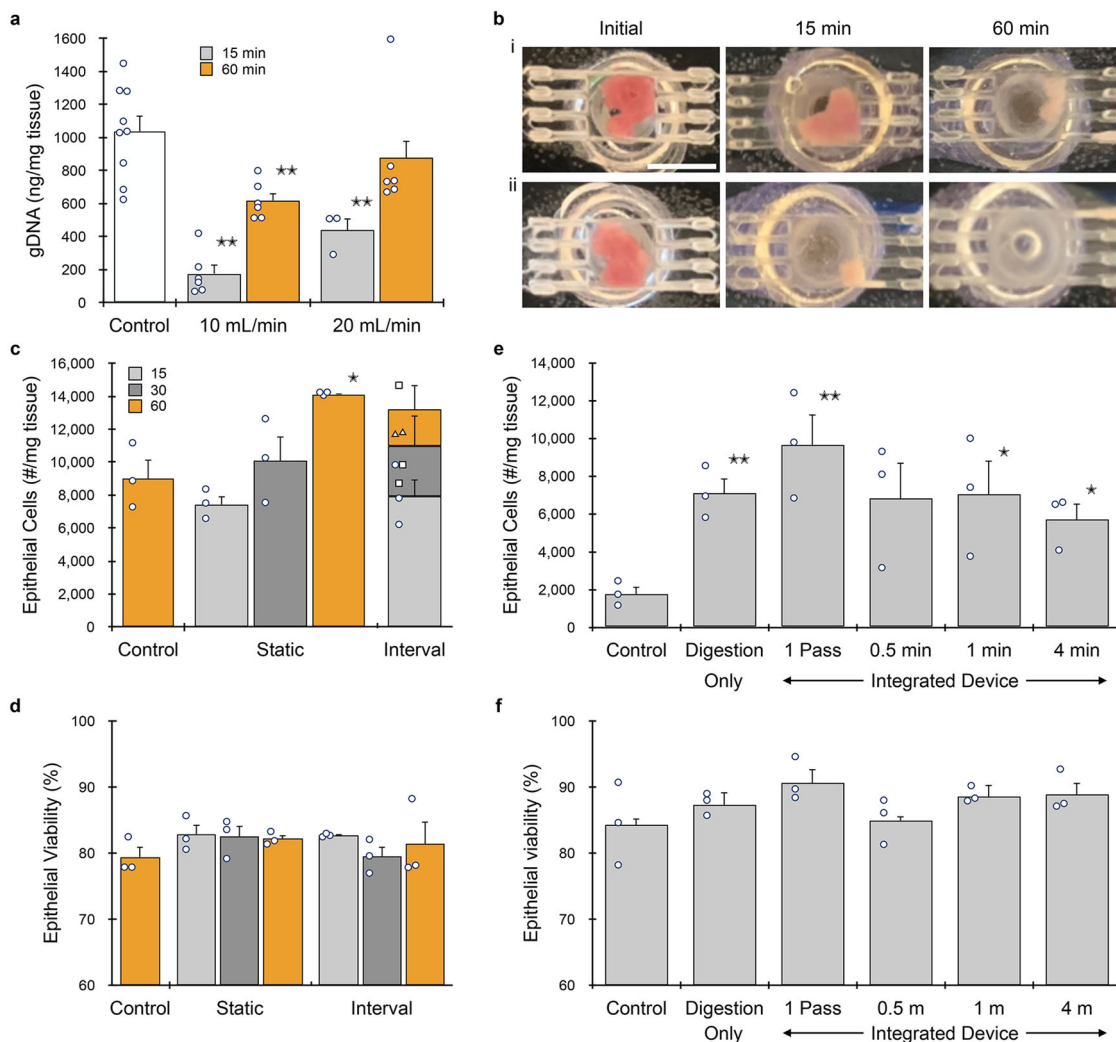 a
gDNA (ng/mg tissue)
1600
1400
1200
1000
800
600
400
200
0
15 min
60 min
★★
★★
★★
Control
10 mL/min
20 mL/min
b
Initial
15 min
60 min
i
ii
c
Epithelial Cells (#/mg tissue)
16,000
14,000
12,000
10,000
8,000
6,000
4,000
2,000
0
15
30
60
★
Control
Static
Interval
e
Epithelial Cells (#/mg tissue)
14,000
12,000
10,000
8,000
6,000
4,000
2,000
0
★★
★★
★
★
Control
Digestion
1 Pass
0.5 min
1 min
4 min
Only
Integrated Device
d
Epithelial Viability (%)
100
90
80
70
60
Control
Static
Interval
f
Epithelial viability (%)
100
90
80
70
60
Control
Digestion
1 Pass
0.5 m
1 m
4 m
Only
Integrated Device